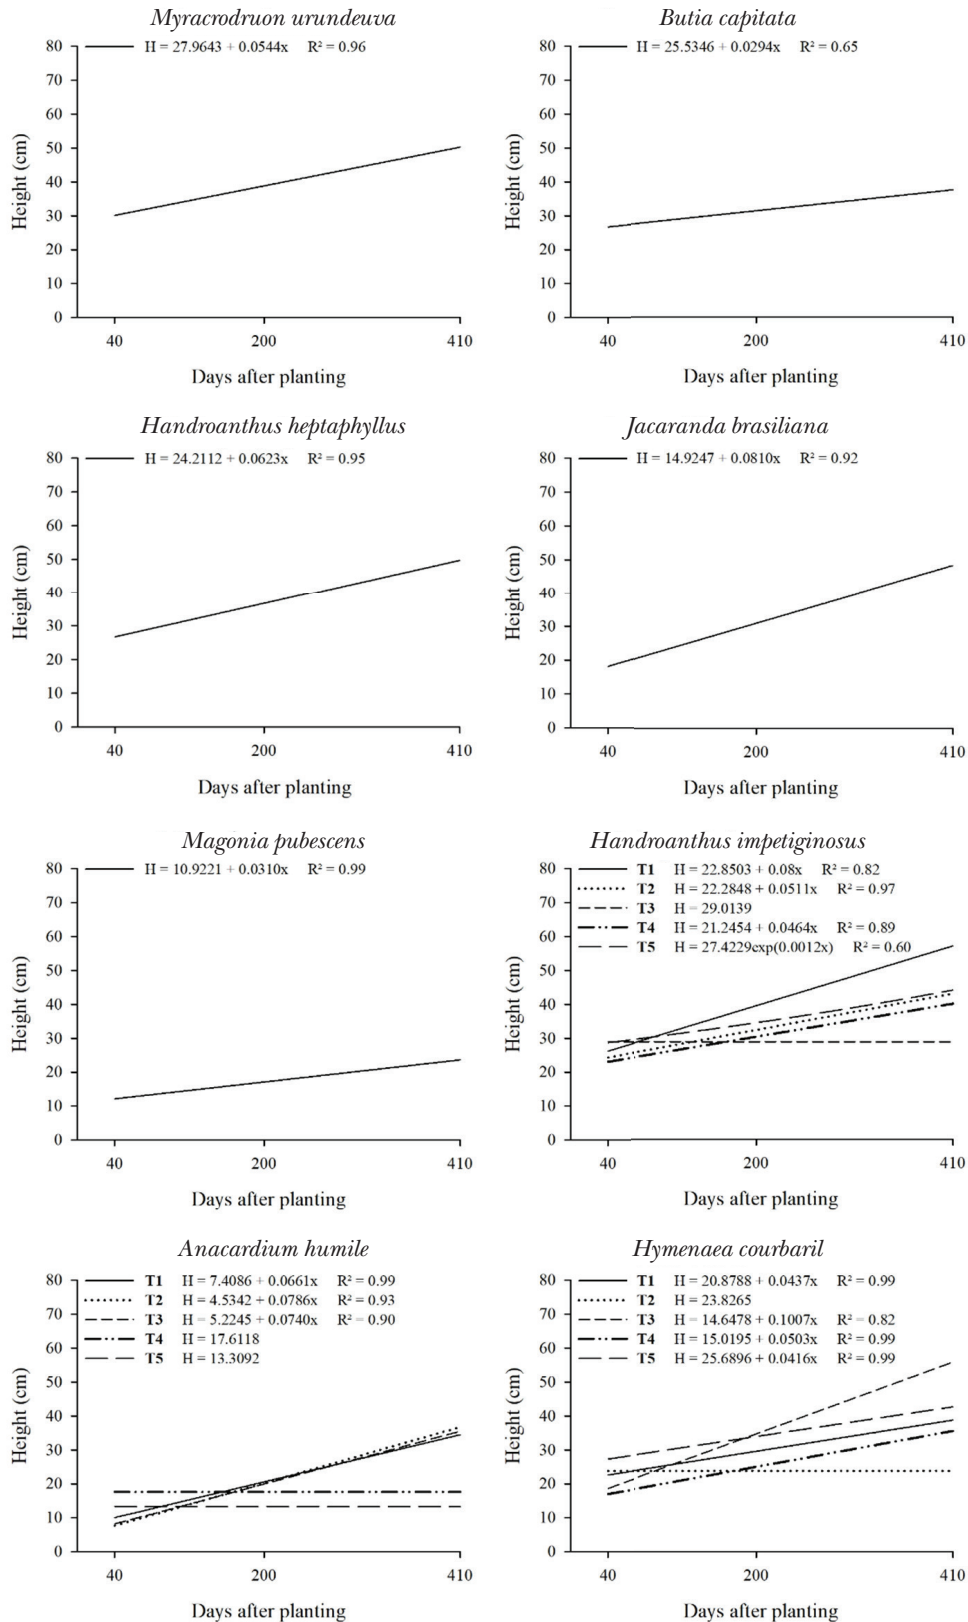 Myracrodruon urundeuva
H = 27.9643 + 0.0544x R² = 0.96
80
70
60
50
40
30
20
10
0
Height (cm)
40 200 410
Days after planting
Butia capitata
H = 25.5346 + 0.0294x R² = 0.65
80
70
60
50
40
30
20
10
0
Height (cm)
40 200 410
Days after planting
Handroanthus heptaphyllus
H = 24.2112 + 0.0623x R² = 0.95
80
70
60
50
40
30
20
10
0
Height (cm)
40 200 410
Days after planting
Jacaranda brasiliana
H = 14.9247 + 0.0810x R² = 0.92
80
70
60
50
40
30
20
10
0
Height (cm)
40 200 410
Days after planting
Magonia pubescens
H = 10.9221 + 0.0310x R² = 0.99
80
70
60
50
40
30
20
10
0
Height (cm)
40 200 410
Days after planting
Handroanthus impetiginosus
T1 H = 22.8503 + 0.08x R² = 0.82
T2 H = 22.2848 + 0.0511x R² = 0.97
T3 H = 29.0139
T4 H = 21.2454 + 0.0464x R² = 0.89
T5 H = 27.4229exp(0.0012x) R² = 0.60
80
70
60
50
40
30
20
10
0
Height (cm)
40 200 410
Days after planting
Anacardium humile
T1 H = 7.4086 + 0.0661x R² = 0.99
T2 H = 4.5342 + 0.0786x R² = 0.93
T3 H = 5.2245 + 0.0740x R² = 0.90
T4 H = 17.6118
T5 H = 13.3092
80
70
60
50
40
30
20
10
0
Height (cm)
40 200 410
Days after planting
Hymenaea courbaril
T1 H = 20.8788 + 0.0437x R² = 0.99
T2 H = 23.8265
T3 H = 14.6478 + 0.1007x R² = 0.82
T4 H = 15.0195 + 0.0503x R² = 0.99
T5 H = 25.6896 + 0.0416x R² = 0.99
80
70
60
50
40
30
20
10
0
Height (cm)
40 200 410
Days after planting